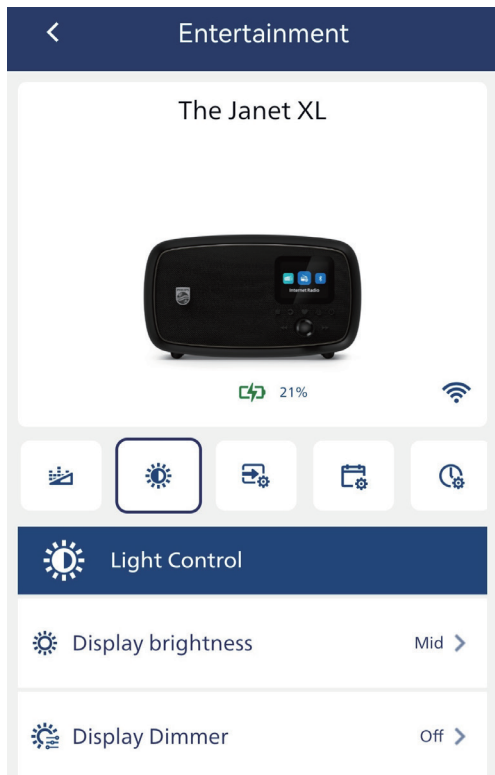 Entertainment
The Janet XL
Internet Radio
21%
Light Control
Display brightness
Mid
Display Dimmer
Off